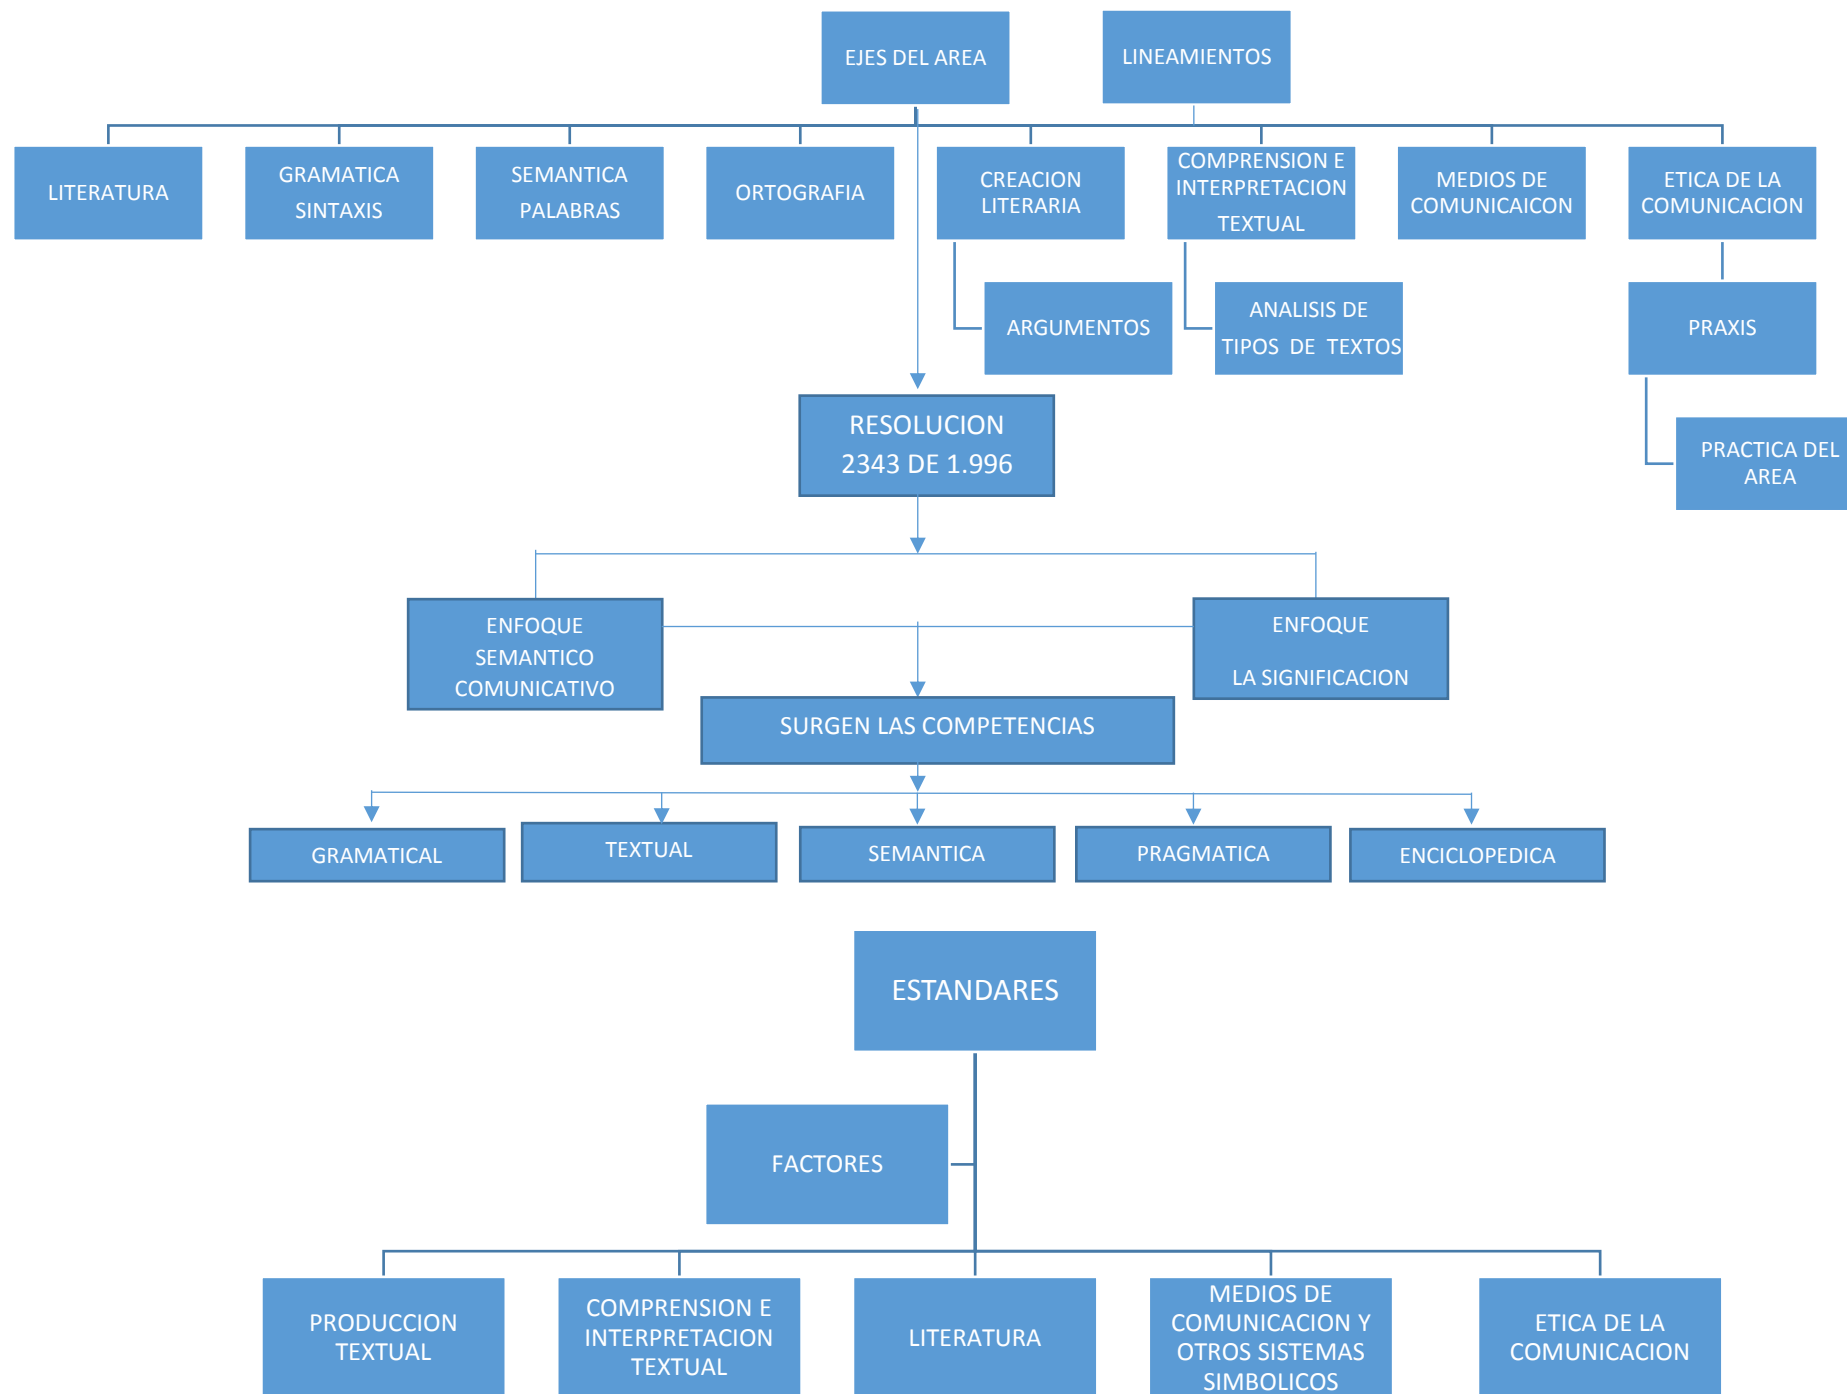 EJES DEL AREA
LINEAMIENTOS
LITERATURA
GRAMATICA
SINTAXIS
SEMANTICA
PALABRAS
ORTOGRAFIA
CREACION
LITERARIA
COMPRENSION E
INTERPRETACION
TEXTUAL
MEDIOS DE
COMUNICAICON
ETICA DE LA
COMUNICACION
ARGUMENTOS
ANALISIS DE
TIPOS DE TEXTOS
PRAXIS
PRACTICA DEL
AREA
RESOLUCION
2343 DE 1.996
ENFOQUE
SEMANTICO
COMUNICATIVO
ENFOQUE
LA SIGNIFICACION
SURGEN LAS COMPETENCIAS
GRAMATICAL
TEXTUAL
SEMANTICA
PRAGMATICA
ENCICLOPEDICA
ESTANDARES
FACTORES
PRODUCCION
TEXTUAL
COMPRENSION E
INTERPRETACION
TEXTUAL
LITERATURA
MEDIOS DE
COMUNICACION Y
OTROS SISTEMAS
SIMBOLICOS
ETICA DE LA
COMUNICACION